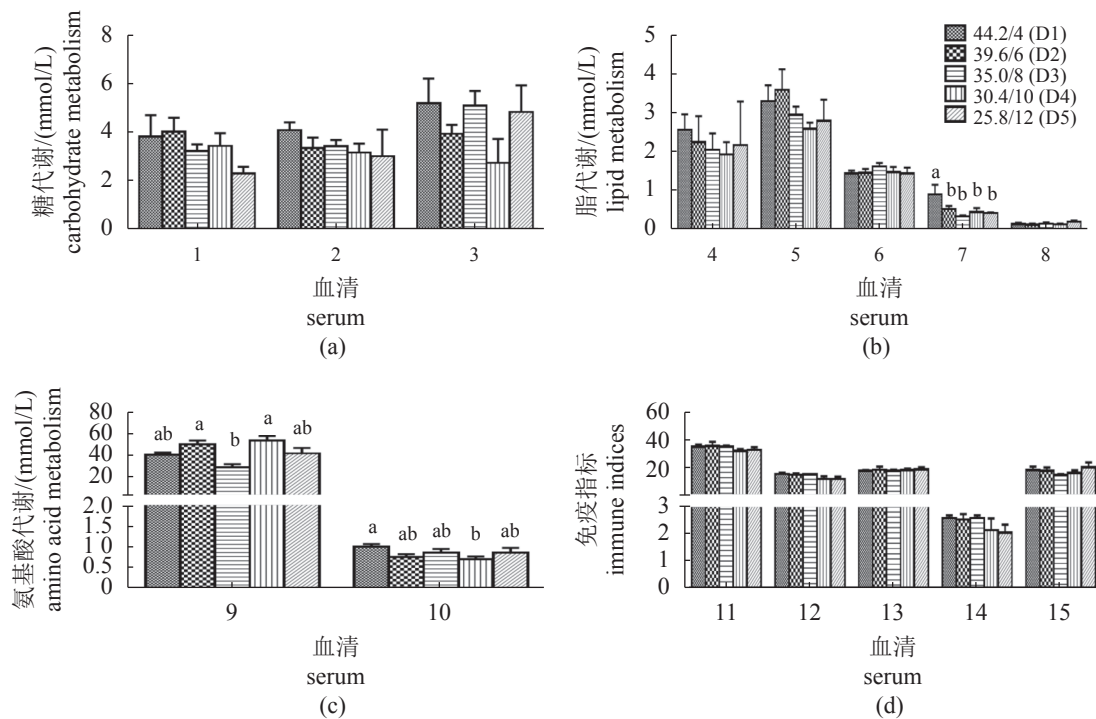 糖代谢/(mmol/L)
carbohydrate metabolism
8
6
4
2
0
1
2
3
血清
serum
(a)
脂代谢/(mmol/L)
lipid metabolism
5
4
3
2
1
0
44.2/4 (D1)
39.6/6 (D2)
35.0/8 (D3)
30.4/10 (D4)
25.8/12 (D5)
a
b b b b
4
5
6
7
8
血清
serum
(b)
氨基酸代谢/(mmol/L)
amino acid metabolism
80
60
40
20
2.0
1.5
1.0
0.5
0
ab a b a ab
a ab ab b ab
9
10
血清
serum
(c)
免疫指标
immune indices
60
40
20
3
2
1
0
11
12
13
14
15
血清
serum
(d)